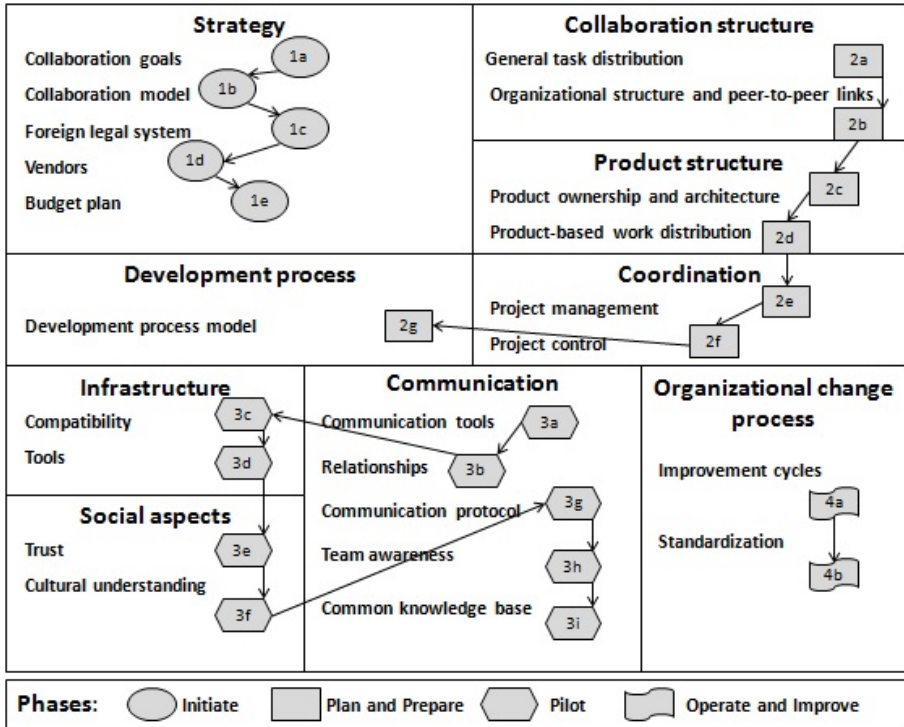 Strategy
Collaboration goals 1a
Collaboration model 1b
Foreign legal system 1c
Vendors 1d
Budget plan 1e
Collaboration structure
General task distribution 2a
Organizational structure and peer-to-peer links
2b
Product structure
Product ownership and architecture 2c
Product-based work distribution 2d
Development process
Development process model 2g
Coordination
Project management 2e
Project control 2f
Infrastructure
Compatibility 3c
Tools 3d
Social aspects
Trust 3e
Cultural understanding
3f
Communication
Communication tools 3a
Relationships 3b
Communication protocol 3g
Team awareness 3h
Common knowledge base 3i
Organizational change
process
Improvement cycles
4a
Standardization
4b
Phases: Initiate Plan and Prepare Pilot Operate and Improve